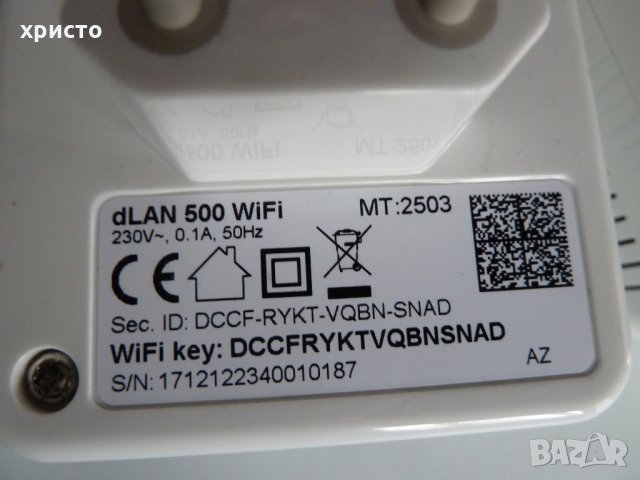 христо
dLAN 500 WiFi MT:2503
230V~, 0.1A, 50Hz
CE
Sec. ID: DCCF-RYKT-VQBN-SNAD
WiFi key: DCCFRYKTVQBNSNAD
S/N: 1712122340010187 AZ
BAZAR